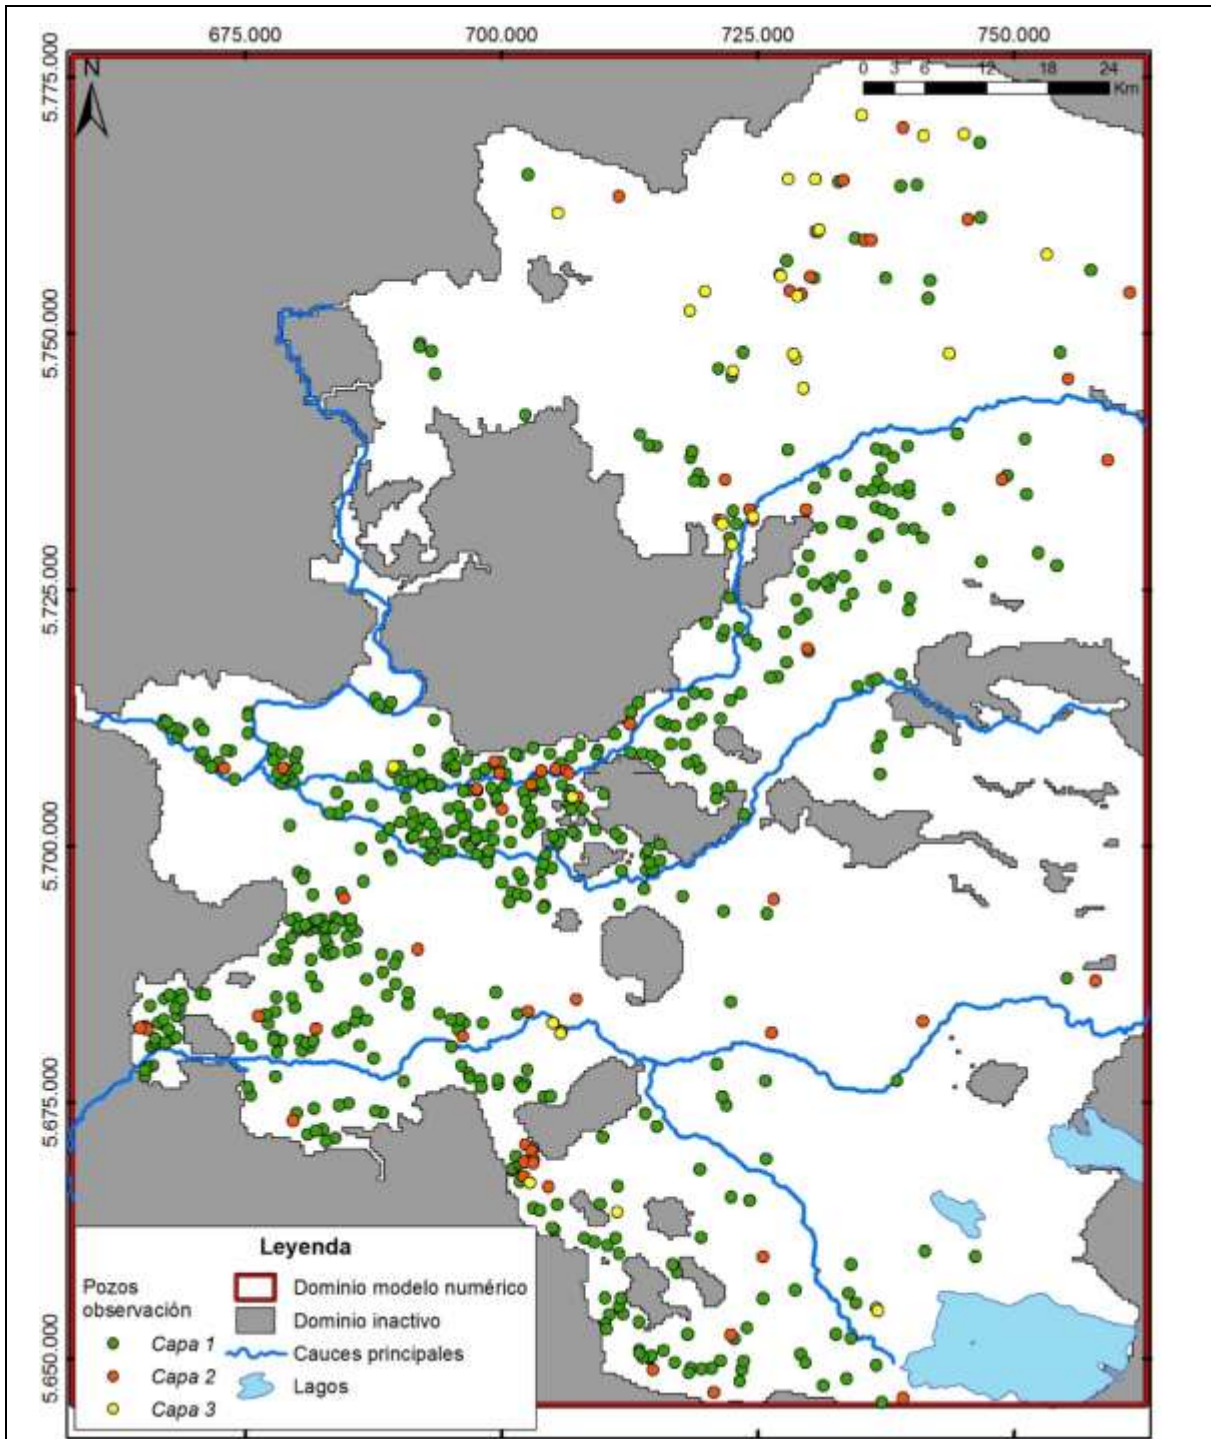 675.000 700.000 725.000 750.000
5.775.000
N
0 3 6 12 18 24
Km
5.750.000
5.725.000
5.700.000
5.675.000
5.650.000
Leyenda
Pozos
observación
Capa 1
Capa 2
Capa 3
Dominio modelo numérico
Dominio inactivo
Cauces principales
Lagos